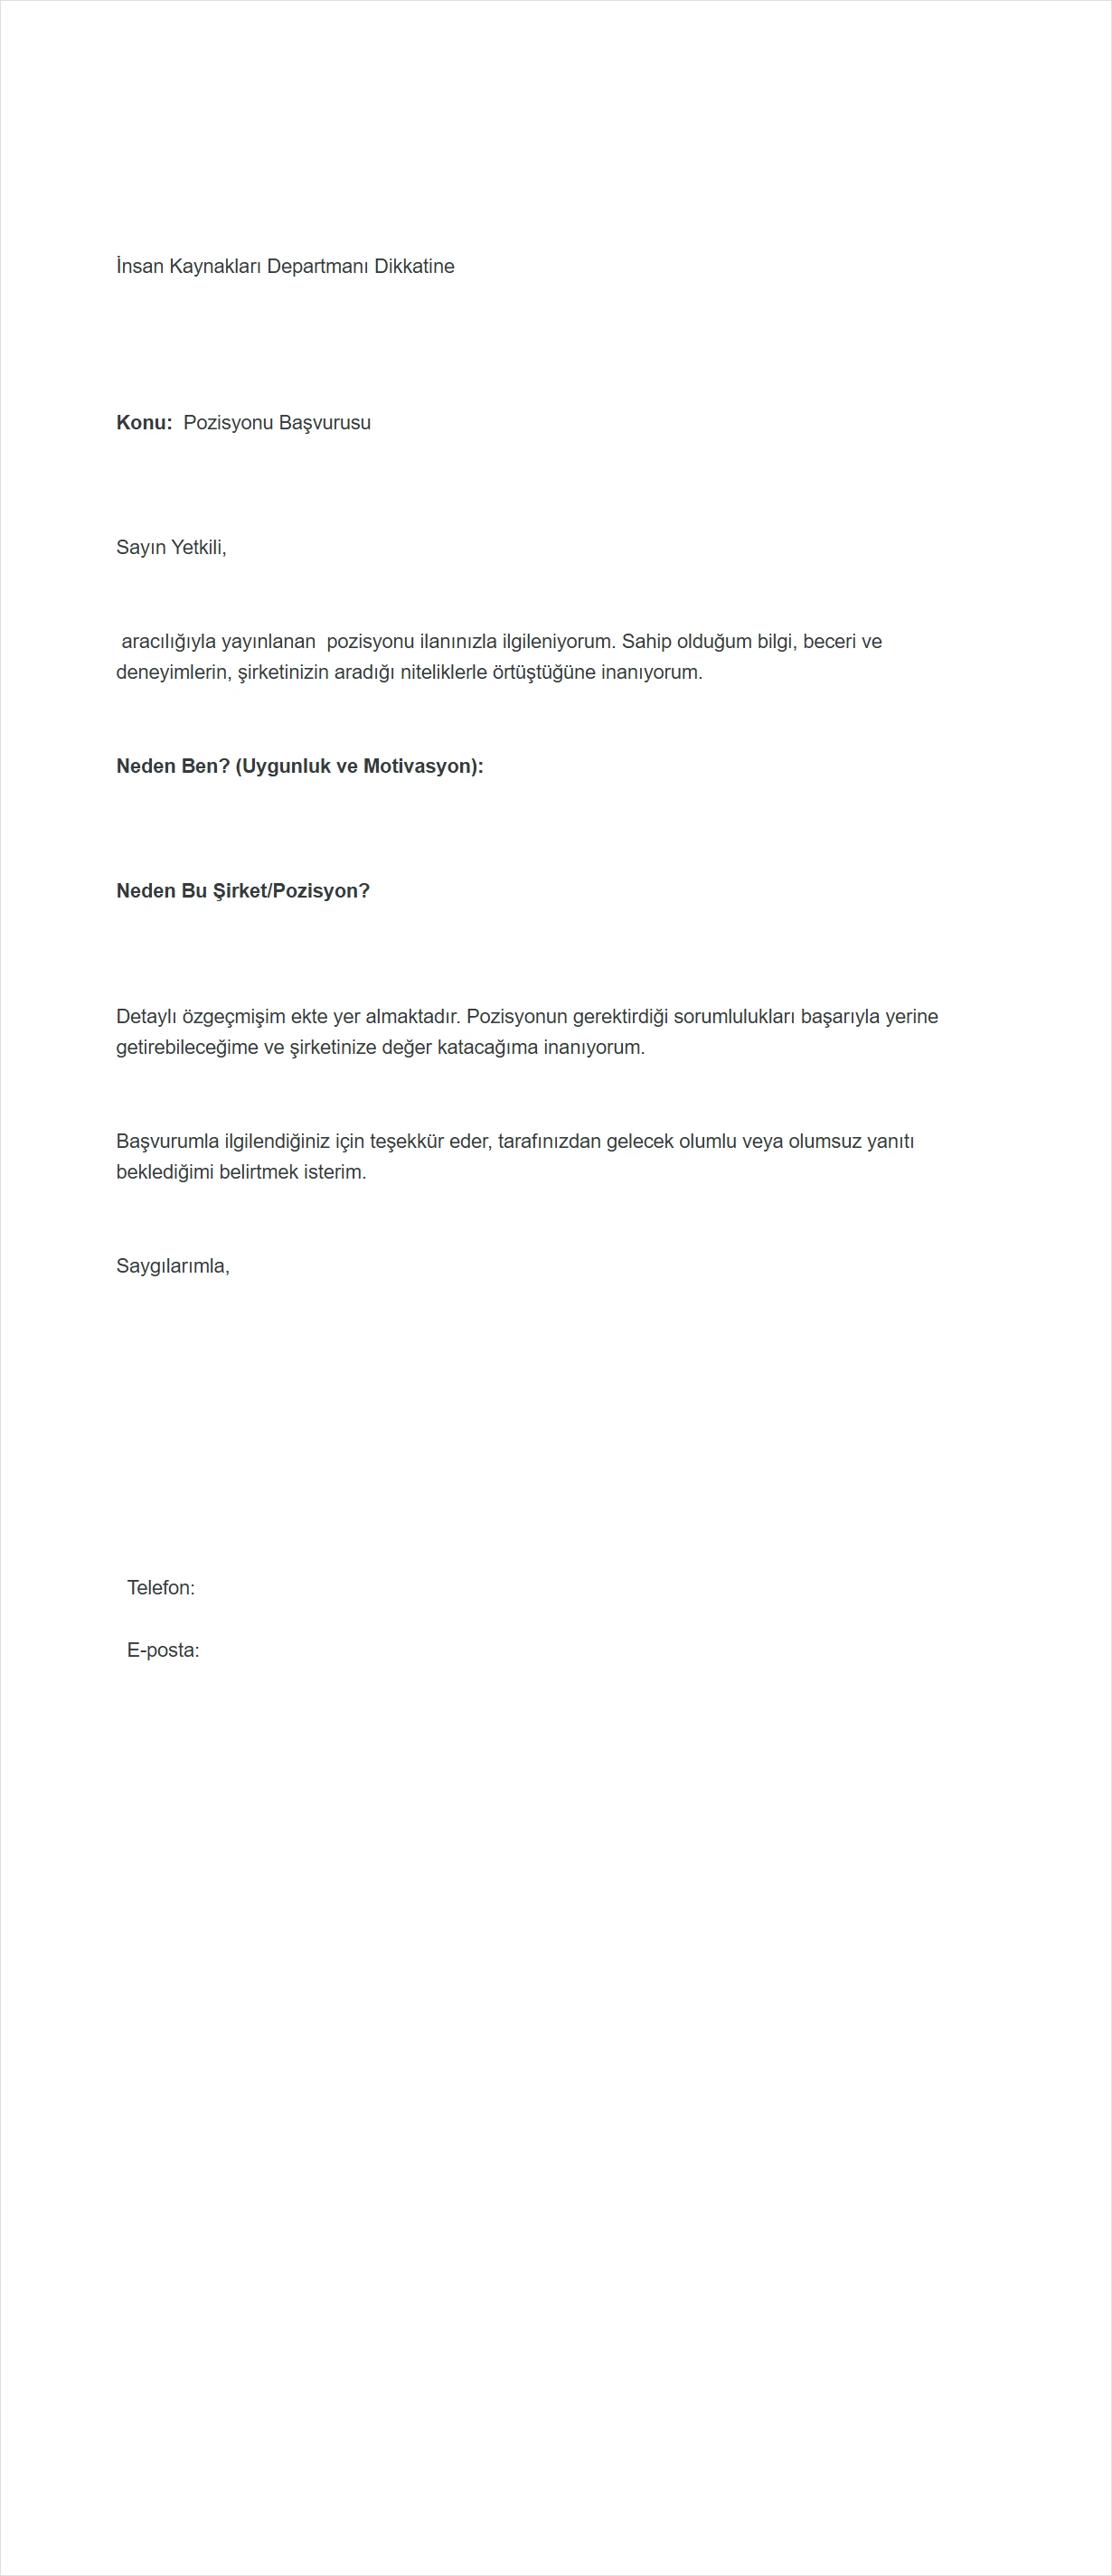 İnsan Kaynakları Departmanı Dikkatine
Konu:  Pozisyonu Başvurusu
Sayın Yetkili,
aracılığıyla yayınlanan  pozisyonu ilanınızla ilgileniyorum. Sahip olduğum bilgi, beceri ve
deneyimlerin, şirketinizin aradığı niteliklerle örtüştüğüne inanıyorum.
Neden Ben? (Uygunluk ve Motivasyon):
Neden Bu Şirket/Pozisyon?
Detaylı özgeçmişim ekte yer almaktadır. Pozisyonun gerektirdiği sorumlulukları başarıyla yerine
getirebileceğime ve şirketinize değer katacağıma inanıyorum.
Başvurumla ilgilendiğiniz için teşekkür eder, tarafınızdan gelecek olumlu veya olumsuz yanıtı
beklediğimi belirtmek isterim.
Saygılarımla,
Telefon:
E-posta: